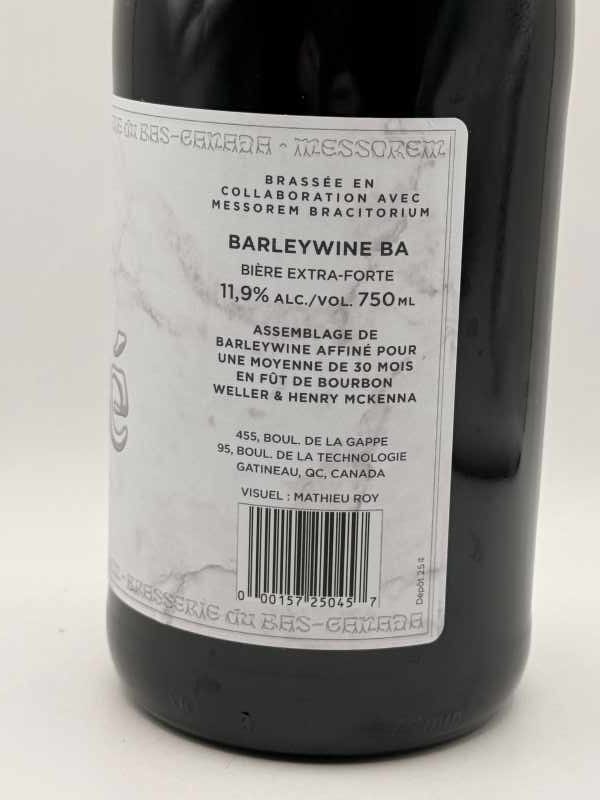 du BAS-CANADA · MESSOREM
BRASSÉE EN
COLLABORATION AVEC
MESSOREM BRACITORIUM
BARLEYWINE BA
BIÈRE EXTRA-FORTE
11,9% ALC./VOL. 750 ML
ASSEMBLAGE DE
BARLEYWINE AFFINÉ POUR
UNE MOYENNE DE 30 MOIS
EN FÛT DE BOURBON
WELLER & HENRY MCKENNA
é
455, BOUL. DE LA GAPPE
95, BOUL. DE LA TECHNOLOGIE
GATINEAU, QC, CANADA
VISUEL : MATHIEU ROY
0 00157 25045 7
Dépôt 25 ¢
BRASSERIE du BAS-CANADA